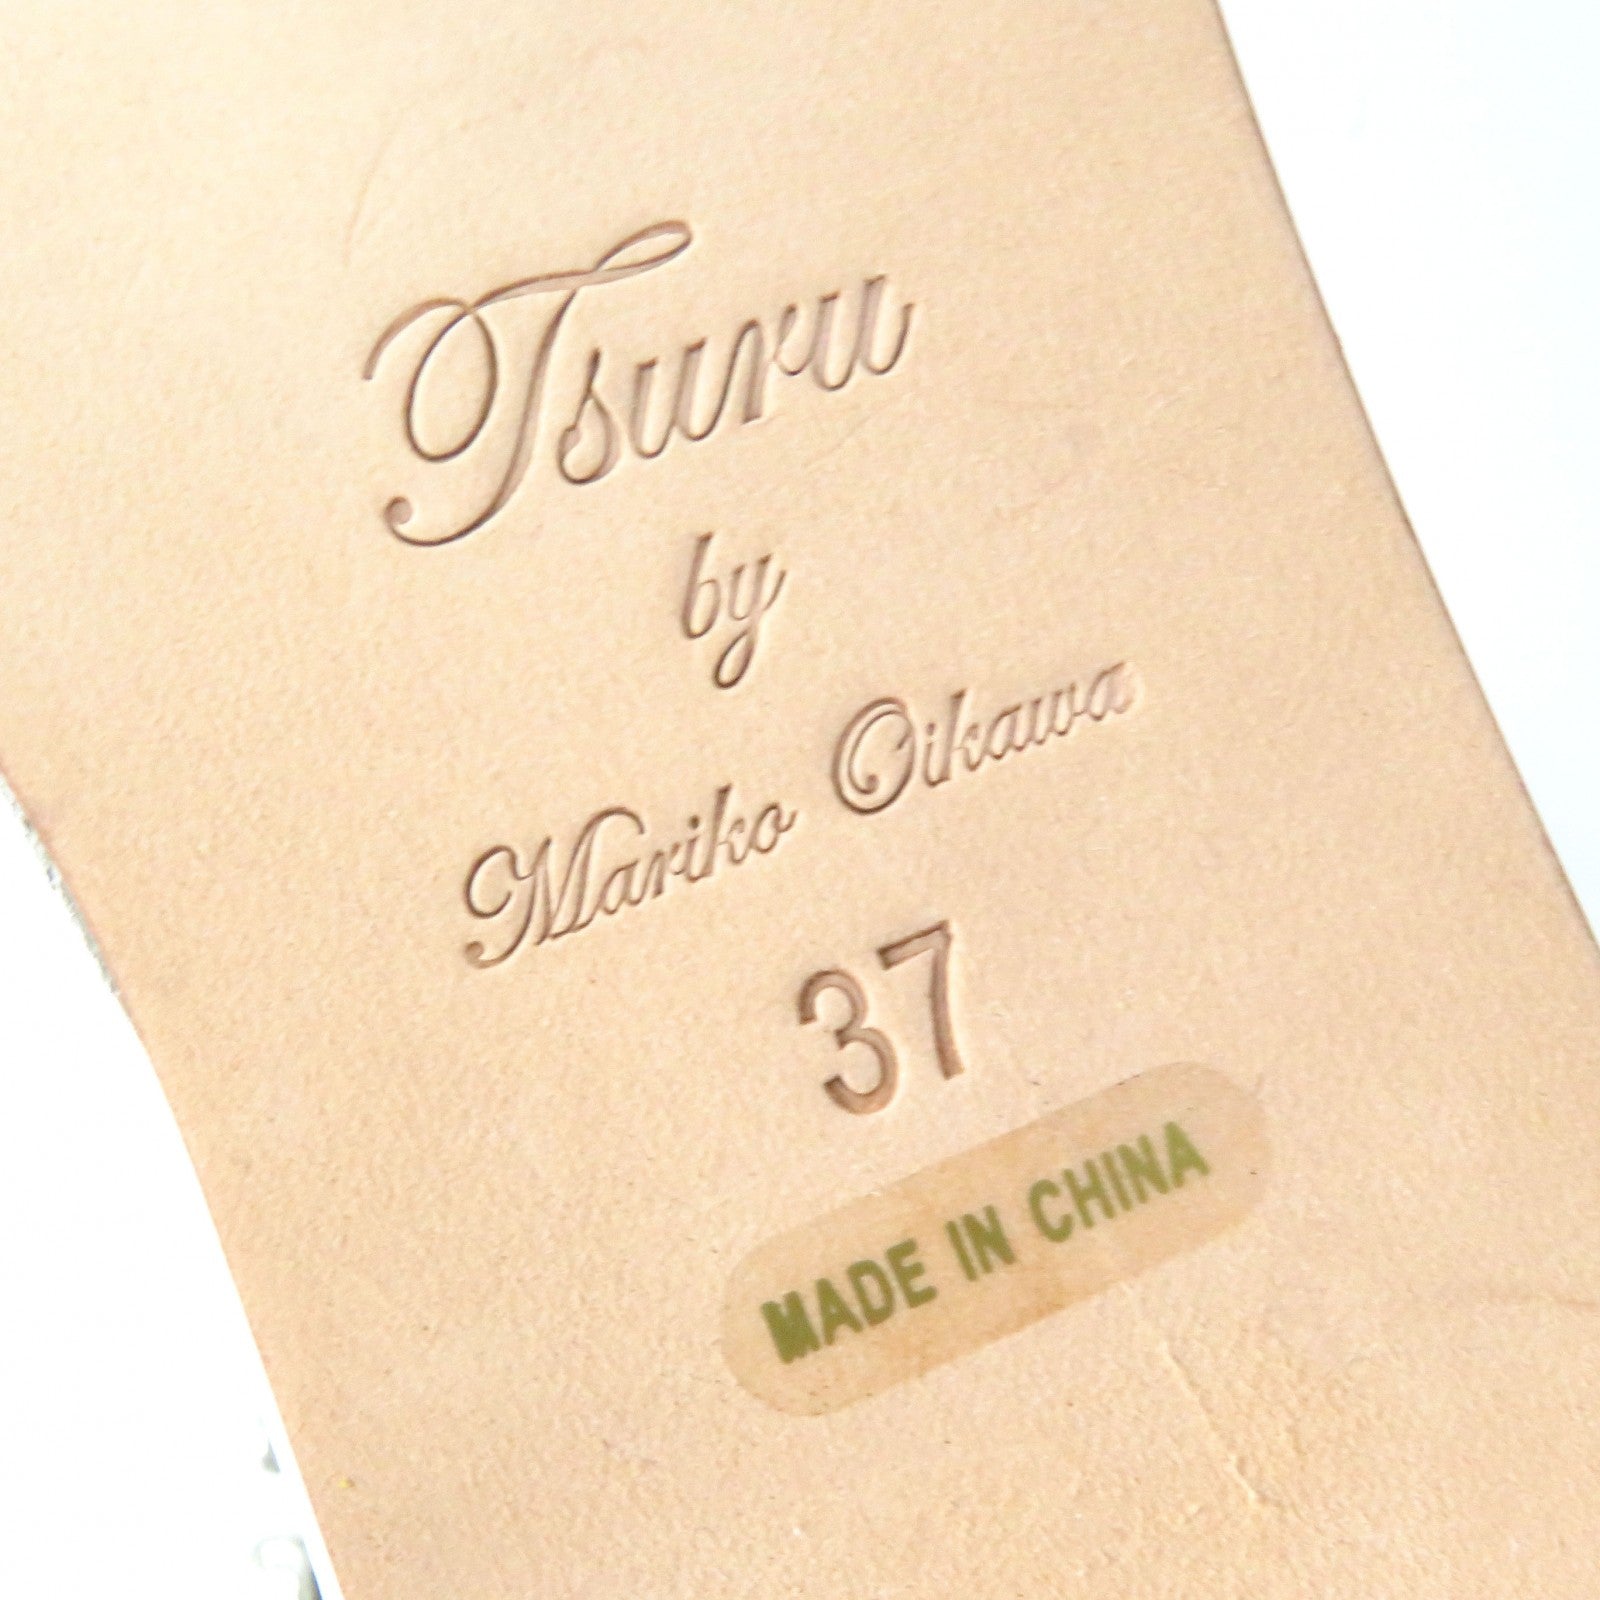 Tsuru
by
Mariko Oikawa
37
MADE IN CHINA